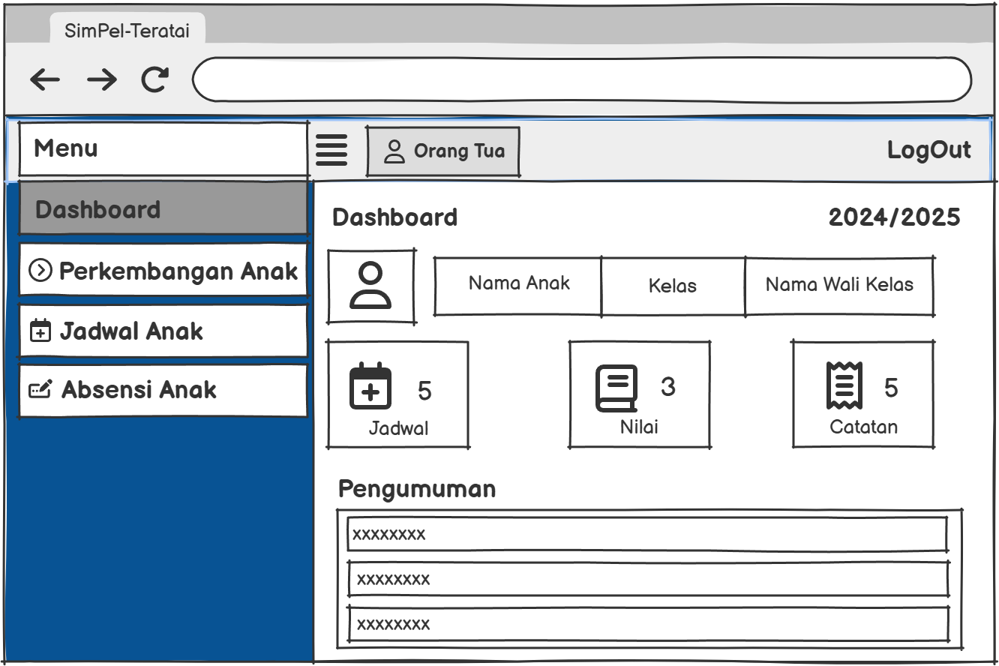 SimPel-Teratai
Menu
Orang Tua
LogOut
Dashboard
Perkembangan Anak
Jadwal Anak
Absensi Anak
Dashboard
2024/2025
Nama Anak
Kelas
Nama Wali Kelas
5
Jadwal
3
Nilai
5
Catatan
Pengumuman
xxxxxxxx
xxxxxxxx
xxxxxxxx